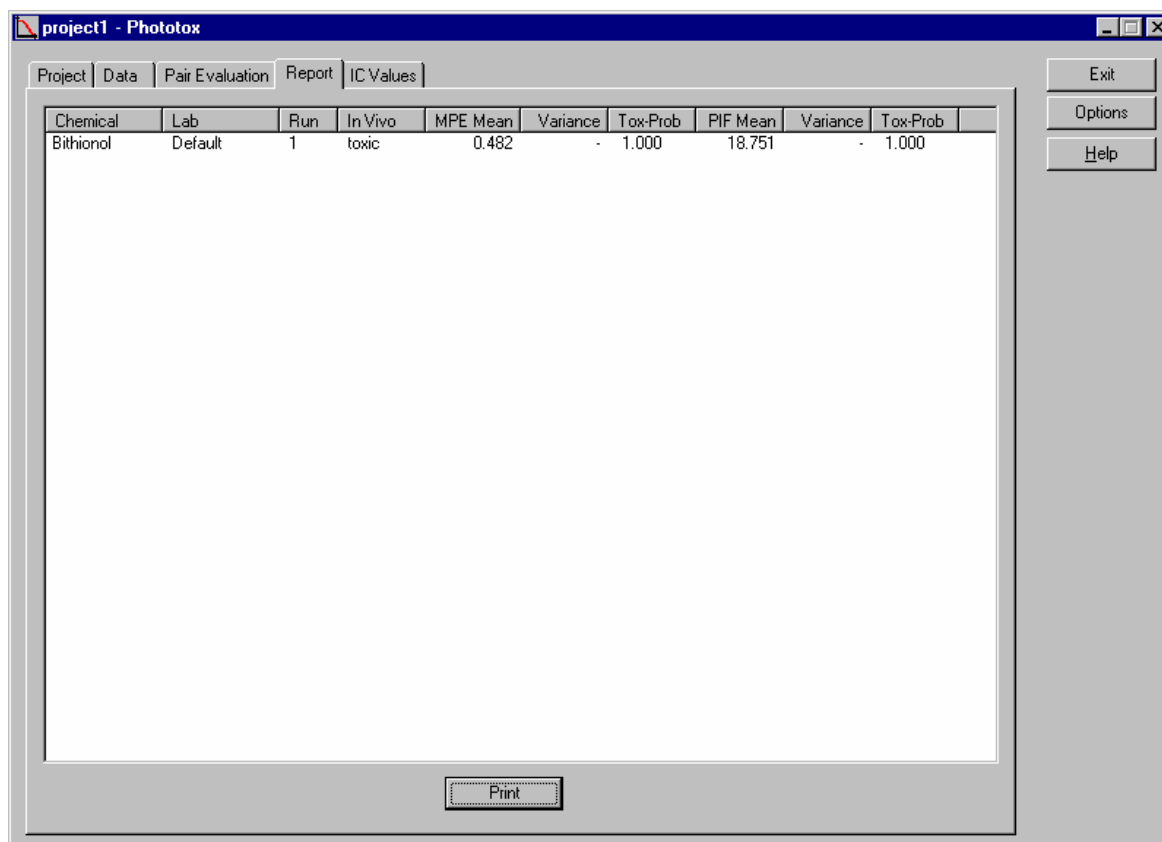 project1 - Phototox
Project Data Pair Evaluation Report IC Values
Exit
Options
Help
Chemical Lab Run In Vivo MPE Mean Variance Tox-Prob PIF Mean Variance Tox-Prob
Bithionol Default 1 toxic 0.482 - 1.000 18.751 - 1.000
Print